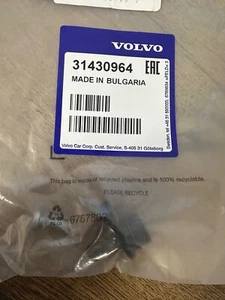 VOLVO
31430964
EAC
MADE IN BULGARIA
Volvo Car Corp. Cust. Service, S-405 31 Göteborg
This bag is made of recycled plastic and is 100% recyclable.
PLEASE RECYCLE